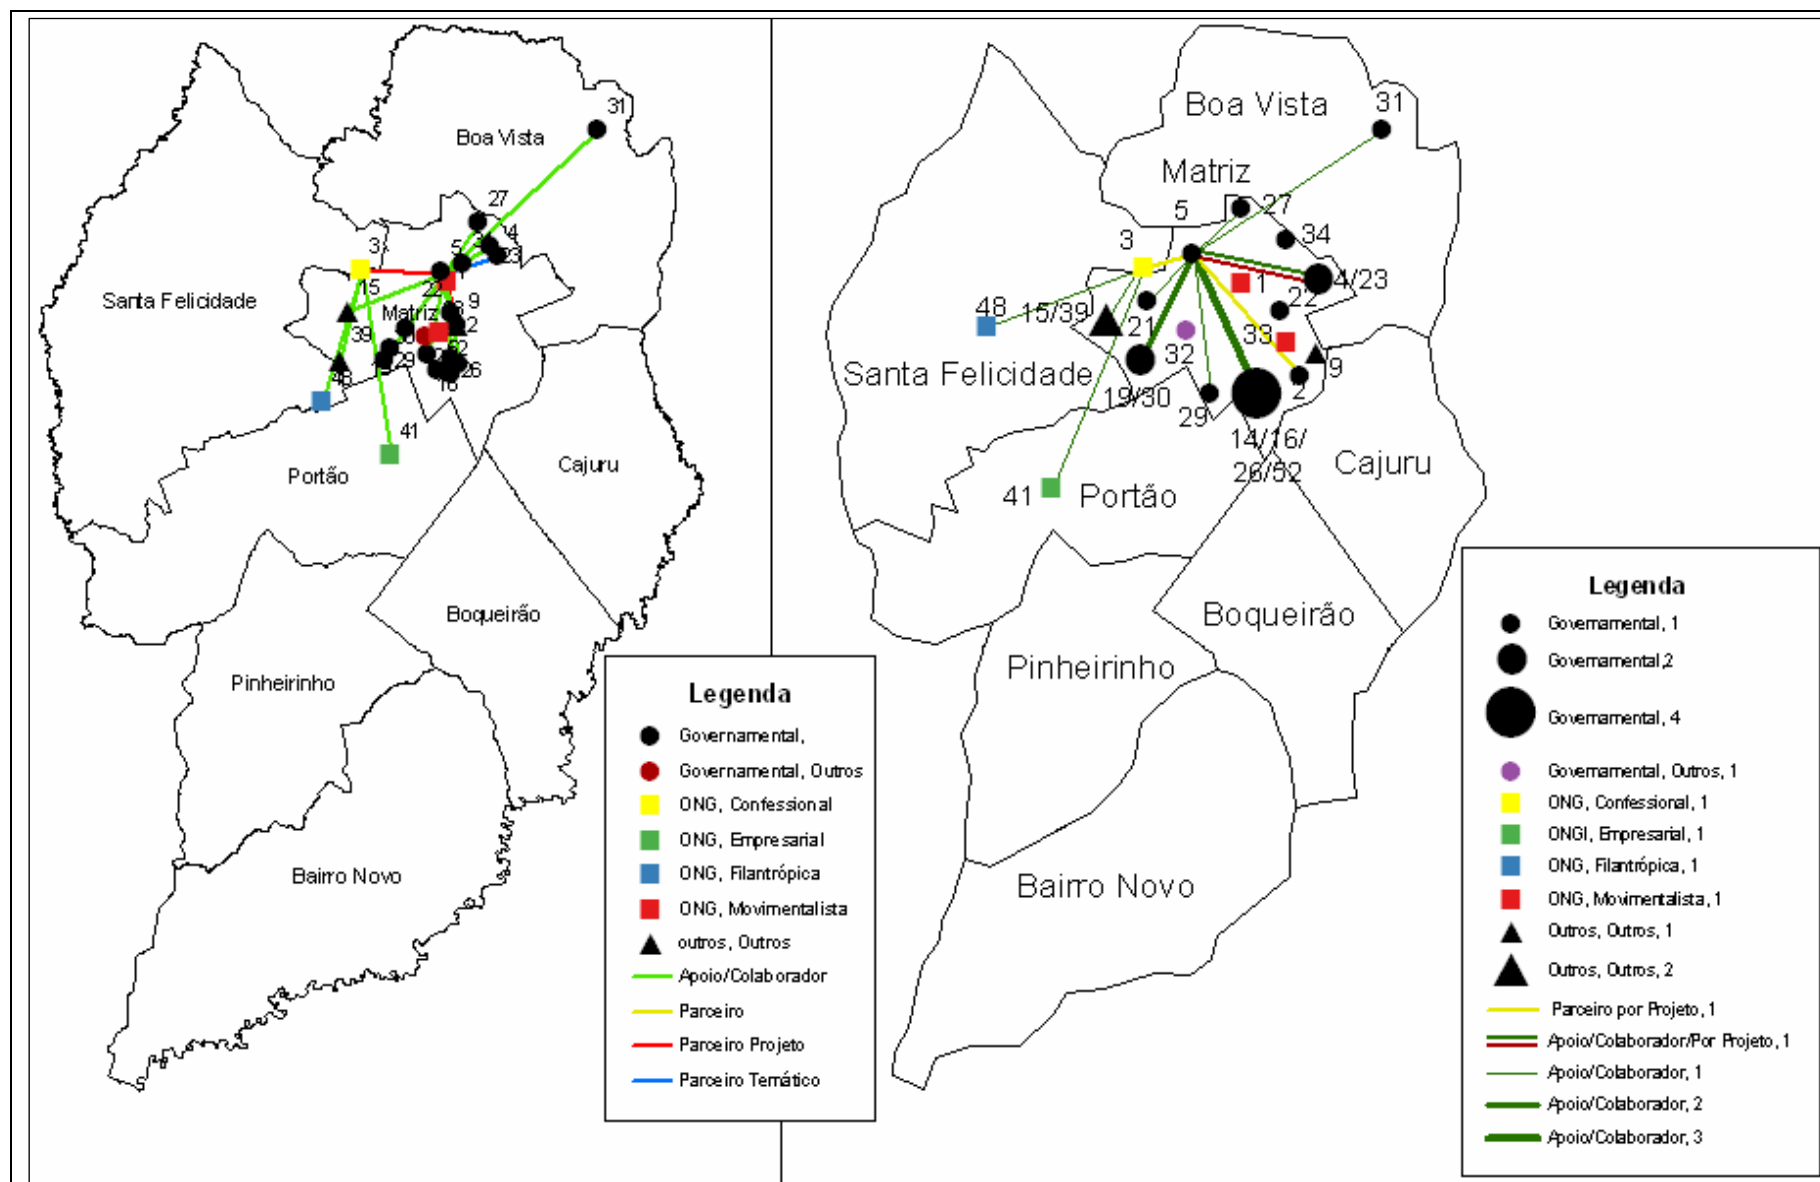 31
Boa Vista
27
4
23
5
3
15
22
9
Santa Felicidade
Matriz
39
29
26
16
41
Portão
Cajuru
Boqueirão
Pinheirinho
Bairro Novo
Legenda
Governamental,
Governamental, Outros
ONG, Confessional
ONG, Empresarial
ONG, Filantrópica
ONG, Movimentalista
outros, Outros
Apoio/Colaborador
Parceiro
Parceiro Projeto
Parceiro Temático
Boa Vista
31
Matriz
5
27
3
34
4/23
1
48
15/39
21
22
33
32
Santa Felicidade
9
19/30
29
2
14/16/
26/52
Cajuru
41
Portão
Boqueirão
Pinheirinho
Bairro Novo
Legenda
Governamental, 1
Governamental,2
Governamental, 4
Governamental, Outros, 1
ONG, Confessional, 1
ONGI, Empresarial, 1
ONG, Filantrópica, 1
ONG, Movimentalista, 1
Outros, Outros, 1
Outros, Outros, 2
Parceiro por Projeto, 1
Apoio/Colaborador/Por Projeto, 1
Apoio/Colaborador, 1
Apoio/Colaborador, 2
Apoio/Colaborador, 3